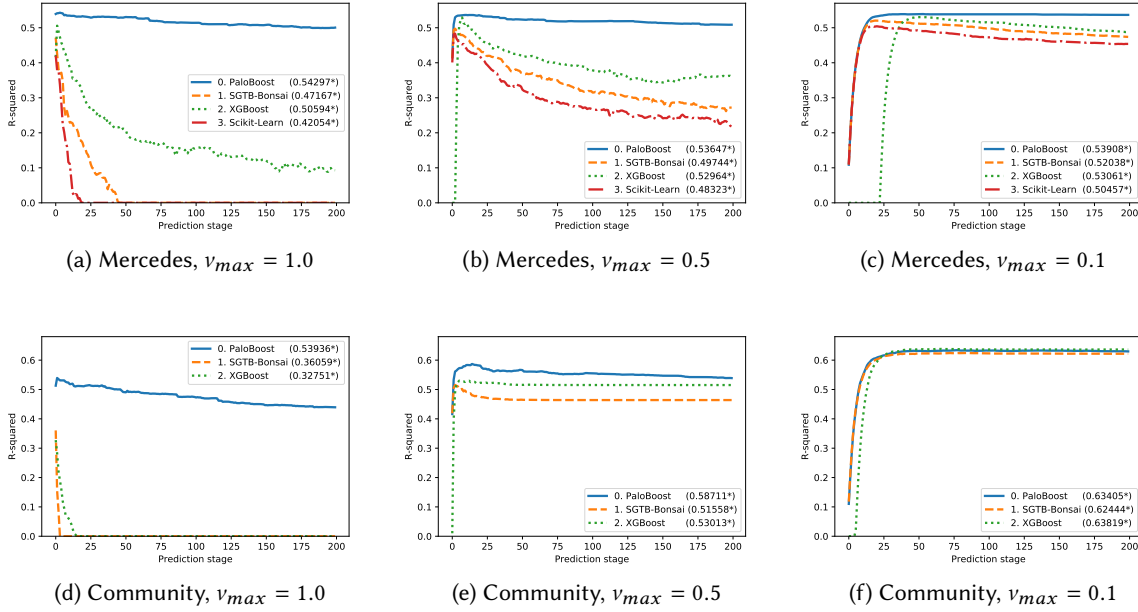 R-squared
0.5
0.4
0.3
0.2
0.1
0.0
0. PaloBoost (0.54297*)
1. SGTB-Bonsai (0.47167*)
2. XGBoost (0.50594*)
3. Scikit-Learn (0.42054*)
0 25 50 75 100 125 150 175 200
Prediction stage
(a) Mercedes, νmax = 1.0
R-squared
0.5
0.4
0.3
0.2
0.1
0.0
0. PaloBoost (0.53647*)
1. SGTB-Bonsai (0.49744*)
2. XGBoost (0.52964*)
3. Scikit-Learn (0.48323*)
0 25 50 75 100 125 150 175 200
Prediction stage
(b) Mercedes, νmax = 0.5
R-squared
0.5
0.4
0.3
0.2
0.1
0.0
0. PaloBoost (0.53908*)
1. SGTB-Bonsai (0.52038*)
2. XGBoost (0.53061*)
3. Scikit-Learn (0.50457*)
0 25 50 75 100 125 150 175 200
Prediction stage
(c) Mercedes, νmax = 0.1
R-squared
0.6
0.5
0.4
0.3
0.2
0.1
0.0
0. PaloBoost (0.53936*)
1. SGTB-Bonsai (0.36059*)
2. XGBoost (0.32751*)
0 25 50 75 100 125 150 175 200
Prediction stage
(d) Community, νmax = 1.0
R-squared
0.6
0.5
0.4
0.3
0.2
0.1
0.0
0. PaloBoost (0.58711*)
1. SGTB-Bonsai (0.51558*)
2. XGBoost (0.53013*)
0 25 50 75 100 125 150 175 200
Prediction stage
(e) Community, νmax = 0.5
R-squared
0.6
0.5
0.4
0.3
0.2
0.1
0.0
0. PaloBoost (0.63405*)
1. SGTB-Bonsai (0.62444*)
2. XGBoost (0.63819*)
0 25 50 75 100 125 150 175 200
Prediction stage
(f) Community, νmax = 0.1